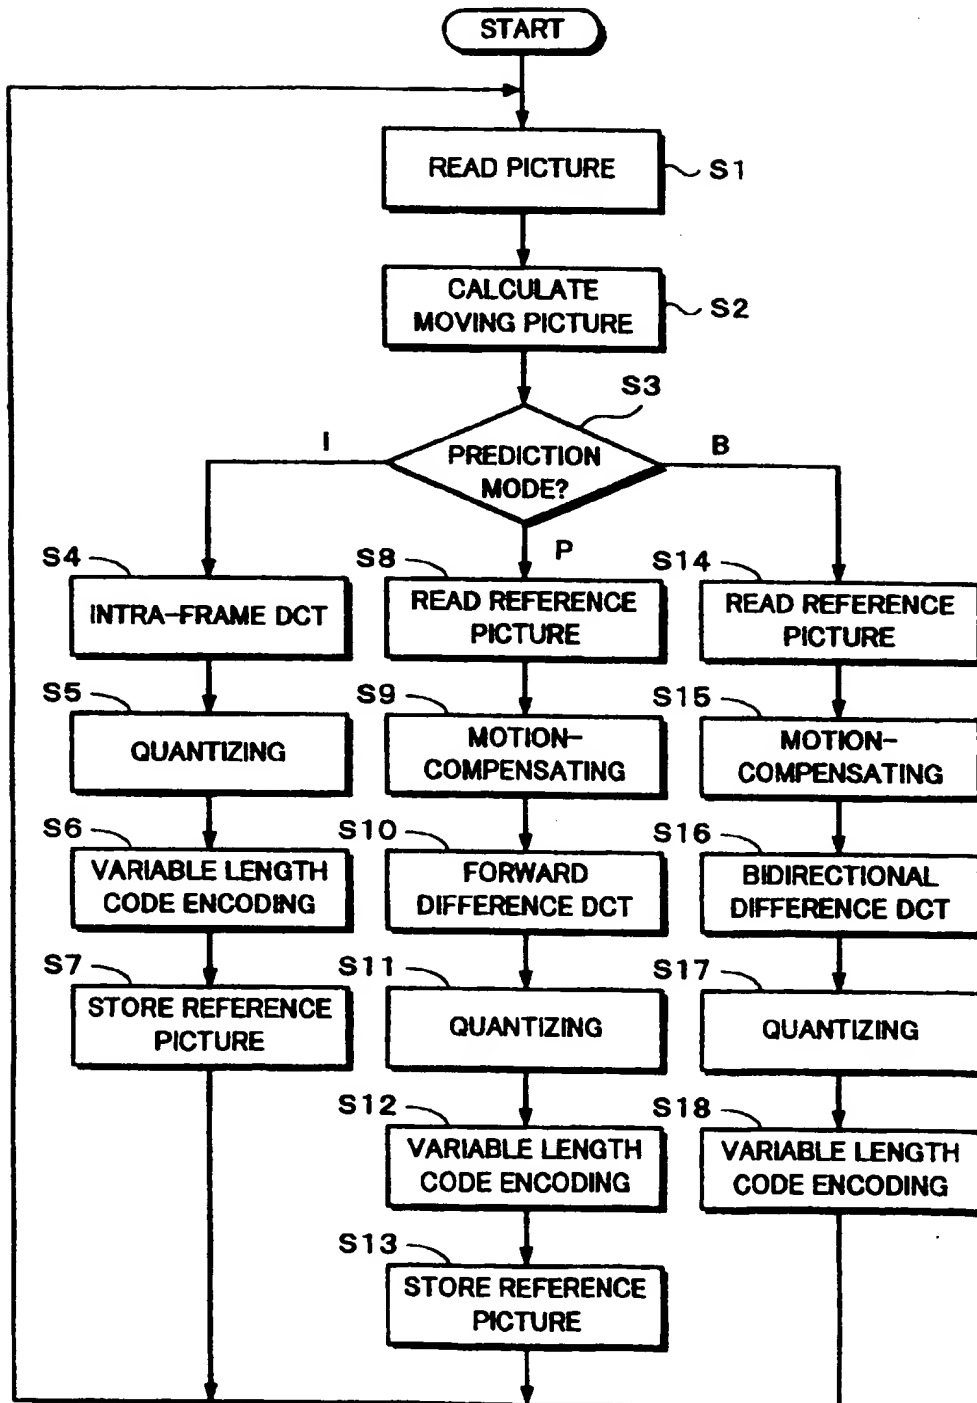 START
READ PICTURE
S1
CALCULATE
MOVING PICTURE
S2
S3
PREDICTION
MODE?
I
P
B
S4
INTRA-FRAME DCT
S5
QUANTIZING
S6
VARIABLE LENGTH
CODE ENCODING
S7
STORE REFERENCE
PICTURE
S8
READ REFERENCE
PICTURE
S9
MOTION-
COMPENSATING
S10
FORWARD
DIFFERENCE DCT
S11
QUANTIZING
S12
VARIABLE LENGTH
CODE ENCODING
S13
STORE REFERENCE
PICTURE
S14
READ REFERENCE
PICTURE
S15
MOTION-
COMPENSATING
S16
BIDIRECTIONAL
DIFFERENCE DCT
S17
QUANTIZING
S18
VARIABLE LENGTH
CODE ENCODING